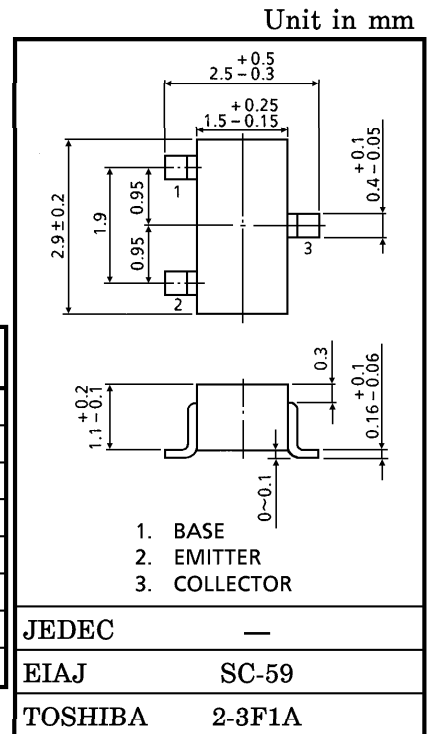 Unit in mm
+0.5
2.5 -0.3
+0.25
1.5 -0.15
2.9±0.2
1.9
0.95
0.95
1
2
3
+0.1
0.4 -0.05
+0.2
1.1 -0.1
0.3
+0.1
0.16 -0.06
0~0.1
1. BASE
2. EMITTER
3. COLLECTOR
JEDEC —
EIAJ SC-59
TOSHIBA 2-3F1A